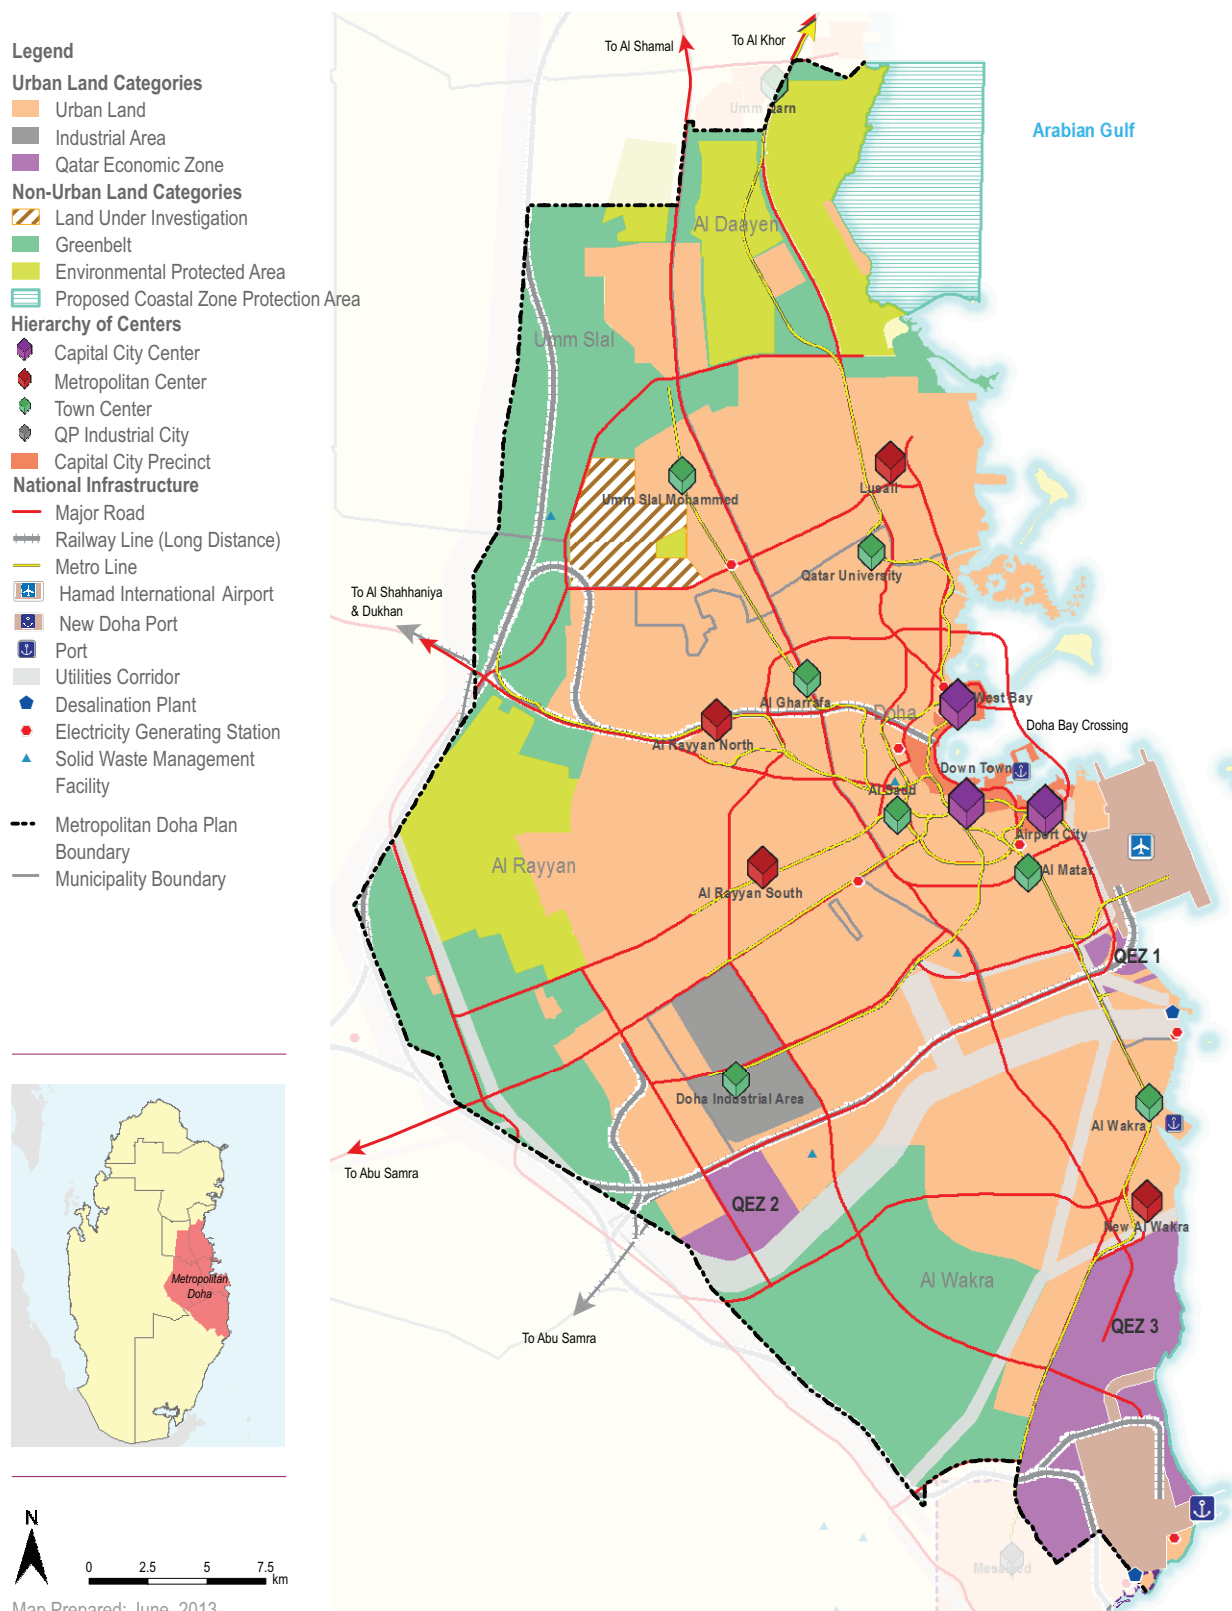 Legend
Urban Land Categories
Urban Land
Industrial Area
Qatar Economic Zone
Non-Urban Land Categories
Land Under Investigation
Greenbelt
Environmental Protected Area
Proposed Coastal Zone Protection Area
Hierarchy of Centers
Capital City Center
Metropolitan Center
Town Center
QP Industrial City
Capital City Precinct
National Infrastructure
Major Road
Railway Line (Long Distance)
Metro Line
Hamad International Airport
New Doha Port
Port
Utilities Corridor
Desalination Plant
Electricity Generating Station
Solid Waste Management
Facility
Metropolitan Doha Plan
Boundary
Municipality Boundary
Metropolitan
Doha
N
0 2.5 5 7.5
km
Map Prepared: June, 2013
To Al Shamal
To Al Khor
Umm Qarn
Arabian Gulf
Al Daayen
Umm Slal
Lusail
Umm Slal Mohammed
Qatar University
To Al Shahhaniya
& Dukhan
Al Gharrafa
West Bay
Doha
Doha Bay Crossing
Al Rayyan North
Down Town
Al Sadd
Airport City
Al Rayyan
Al Matar
Al Rayyan South
QEZ 1
Doha Industrial Area
Al Wakra
To Abu Samra
QEZ 2
New Al Wakra
Al Wakra
QEZ 3
To Abu Samra
Mesaieed